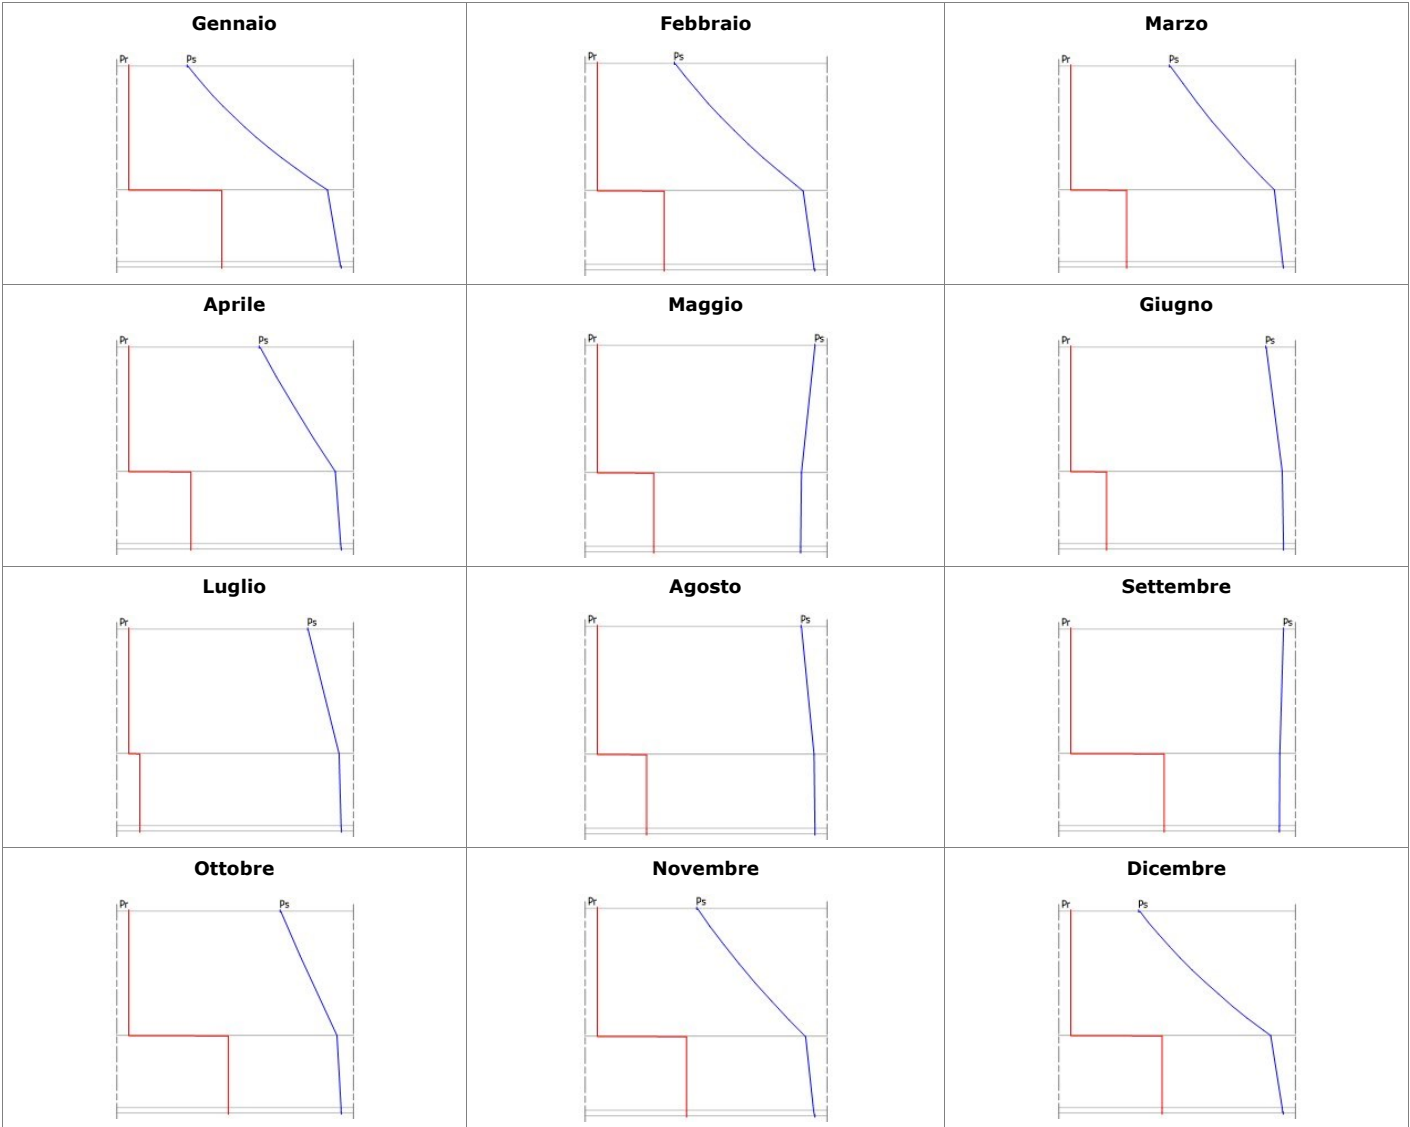 Gennaio
Febbraio
Marzo
Pr Ps
Pr Ps
Pr Ps
Aprile
Maggio
Giugno
Pr Ps
Pr Ps
Pr Ps
Luglio
Agosto
Settembre
Pr Ps
Pr Ps
Pr Ps
Ottobre
Novembre
Dicembre
Pr Ps
Pr Ps
Pr Ps